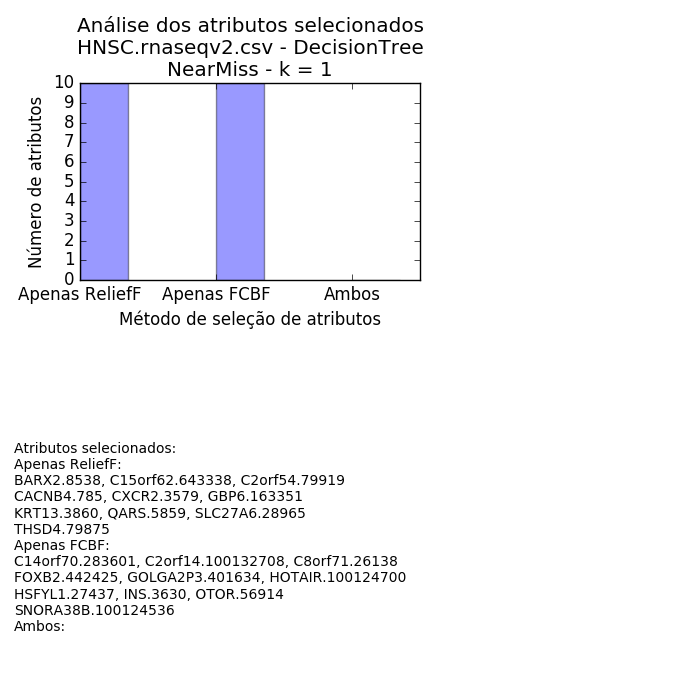 Análise dos atributos selecionados
HNSC.rnaseqv2.csv - DecisionTree
NearMiss - k = 1
10
9
8
7
6
5
4
3
2
1
0
Número de atributos
Apenas ReliefF
Apenas FCBF
Ambos
Método de seleção de atributos
Atributos selecionados:
Apenas ReliefF:
BARX2.8538, C15orf62.643338, C2orf54.79919
CACNB4.785, CXCR2.3579, GBP6.163351
KRT13.3860, QARS.5859, SLC27A6.28965
THSD4.79875
Apenas FCBF:
C14orf70.283601, C2orf14.100132708, C8orf71.26138
FOXB2.442425, GOLGA2P3.401634, HOTAIR.100124700
HSFYL1.27437, INS.3630, OTOR.56914
SNORA38B.100124536
Ambos: